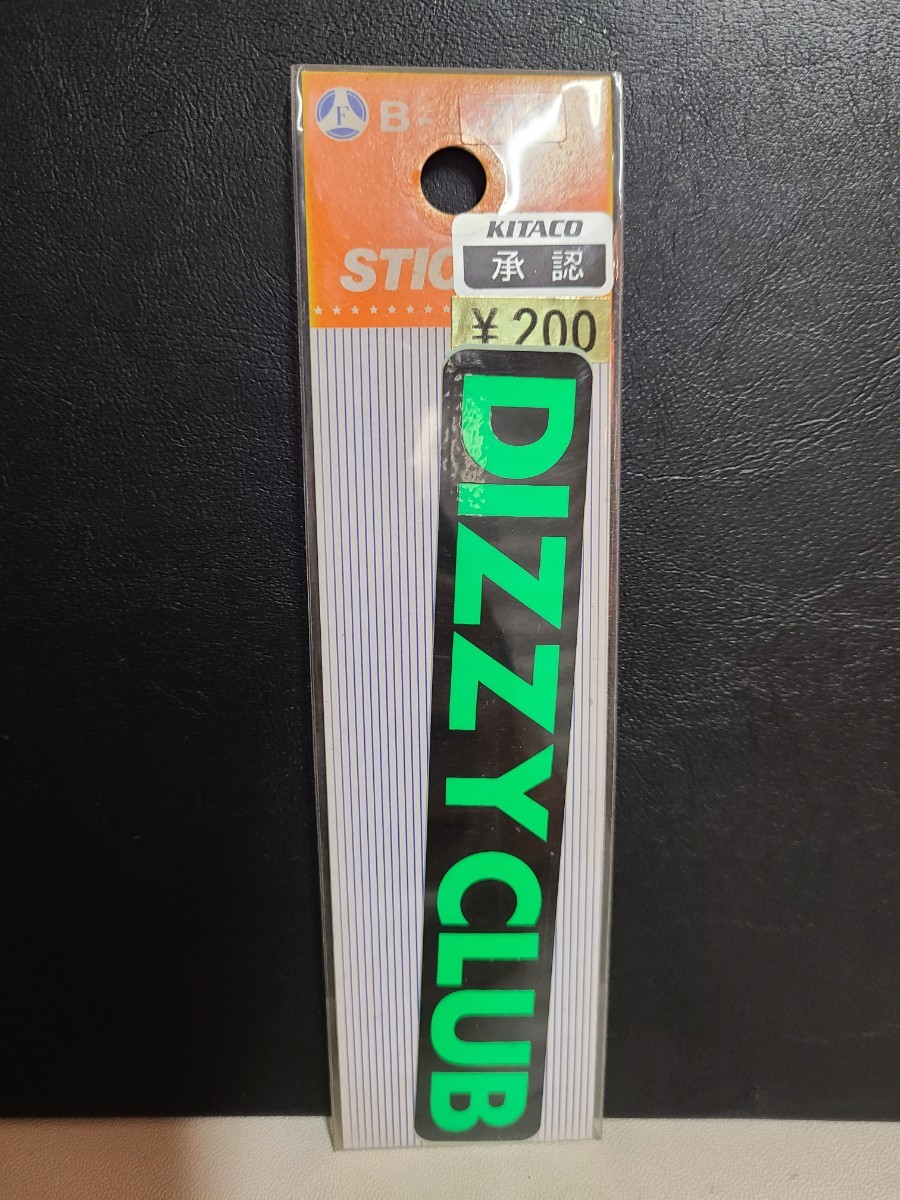 F
B-
STIC
KITACO
承認
￥200
DIZZY CLUB